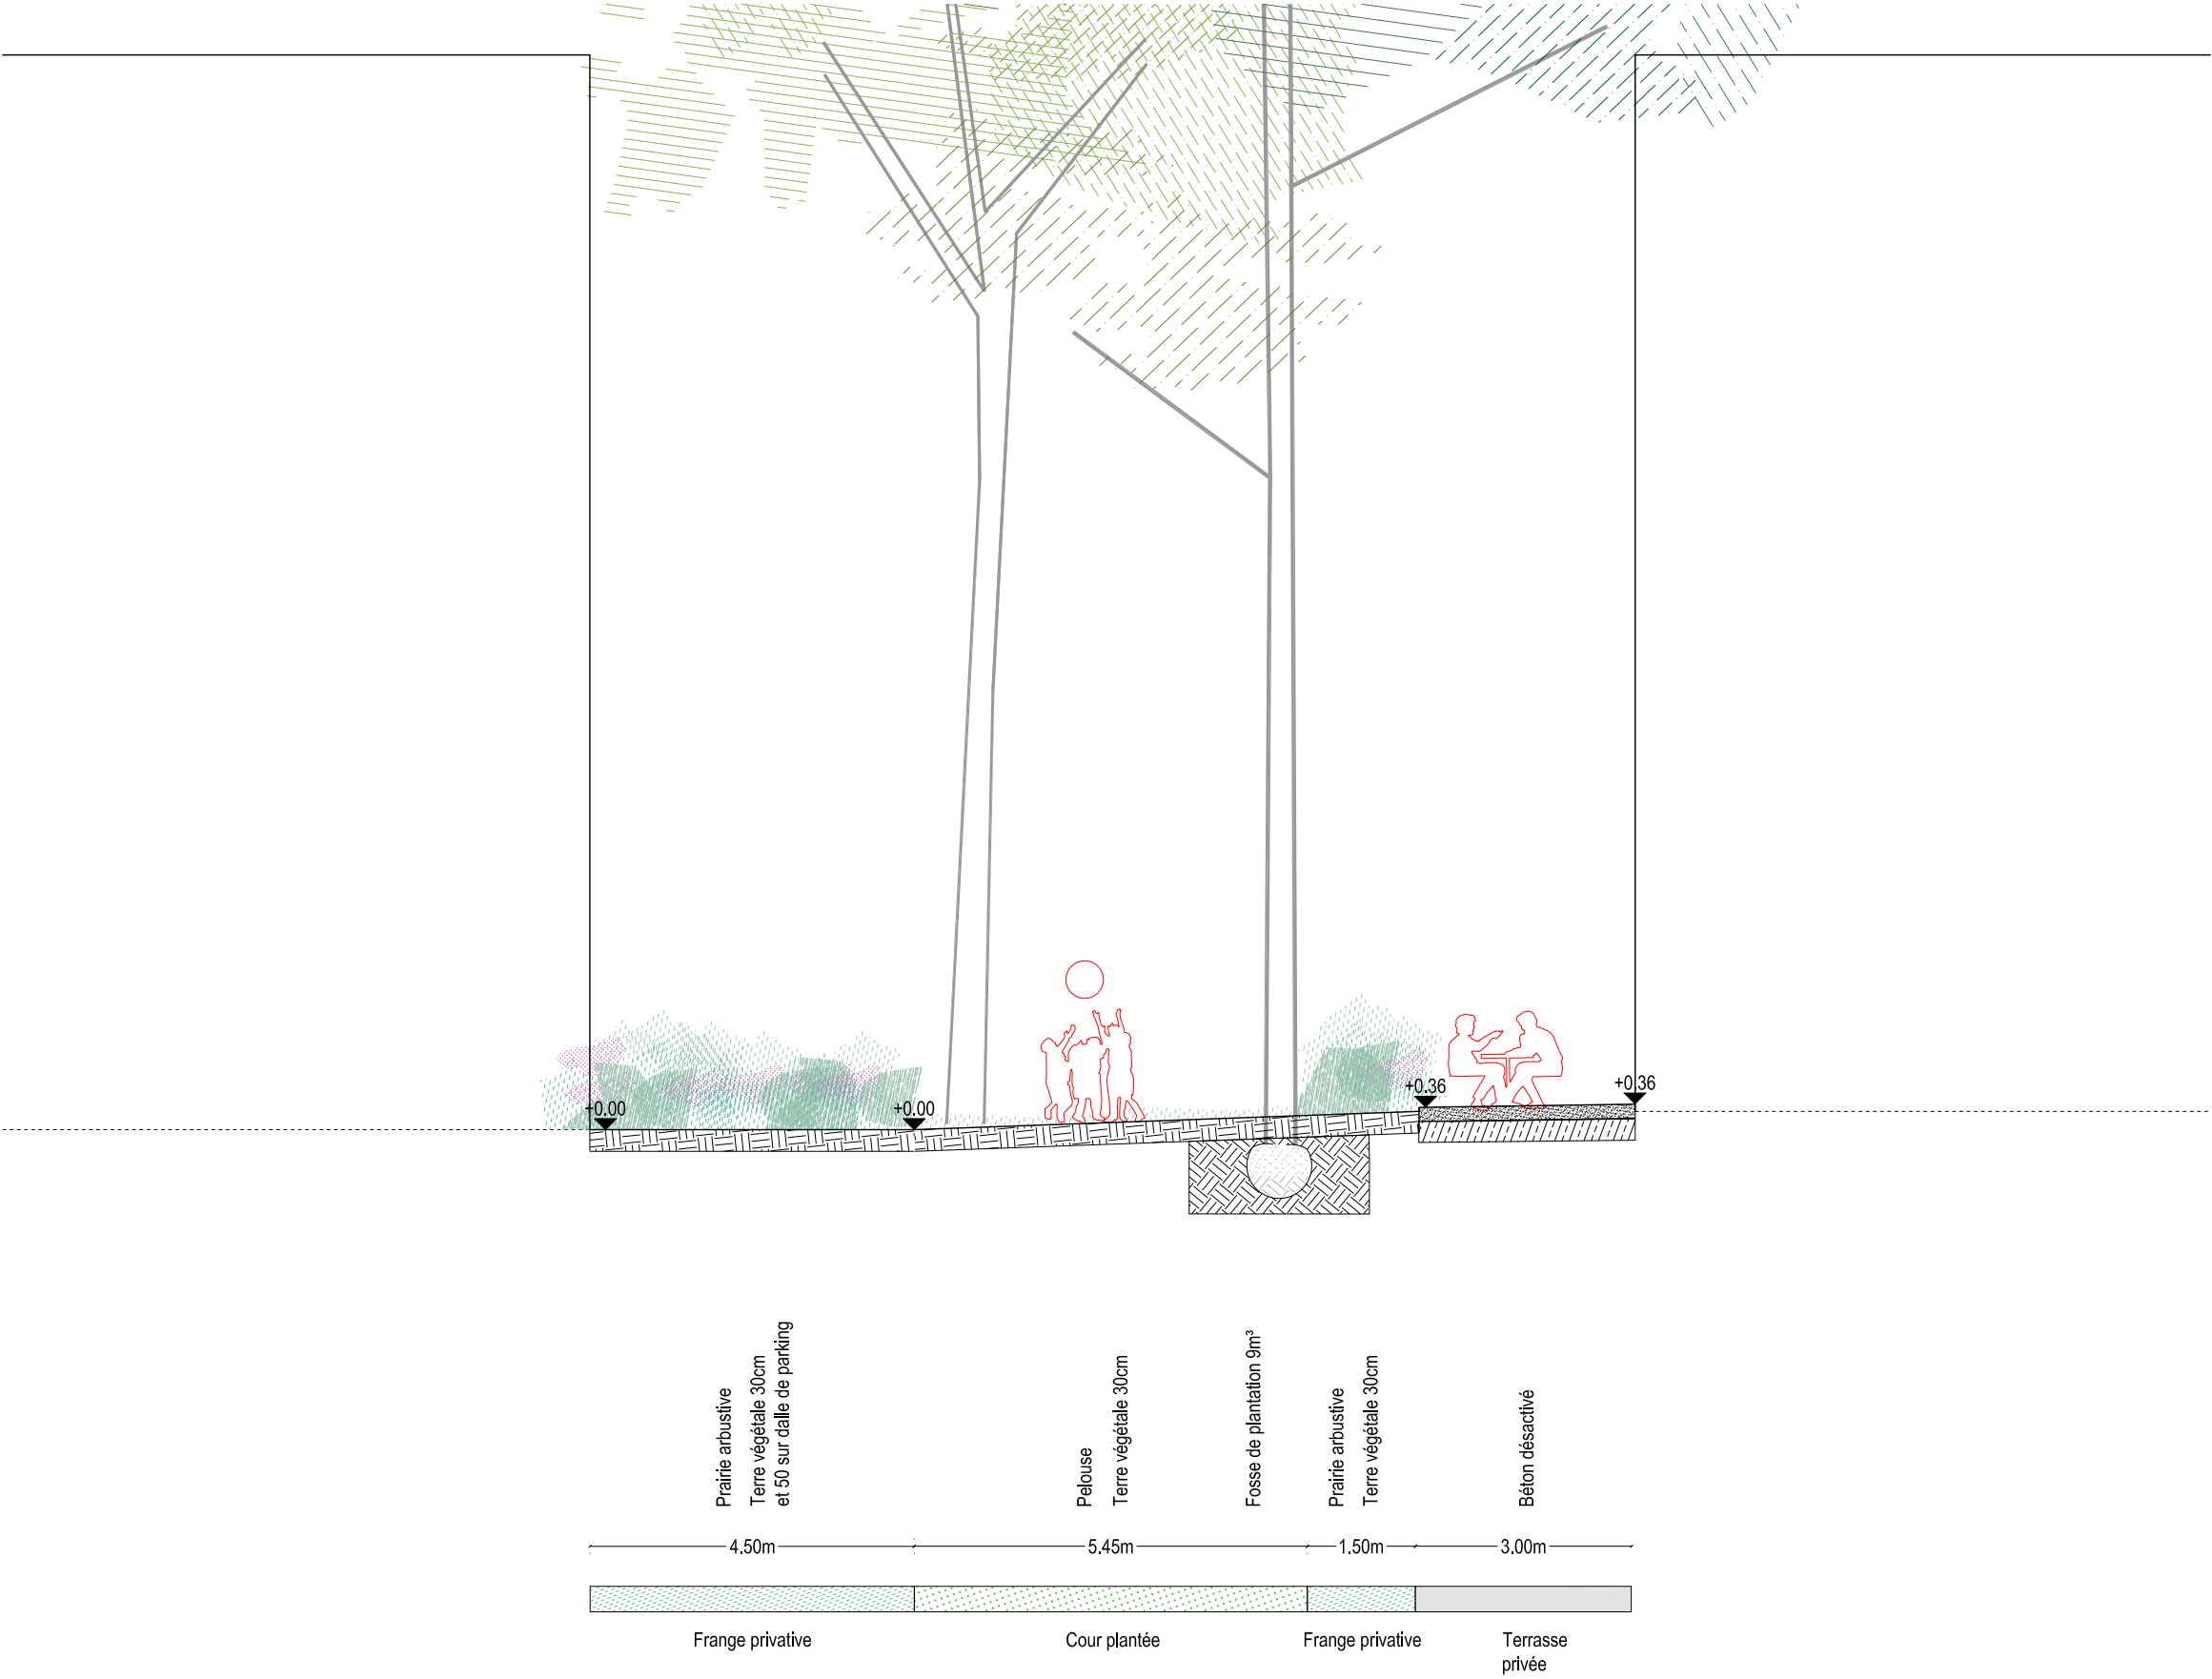 +0.00
+0.00
+0.36
+0.36
Prairie arbustive
Terre végétale 30cm
et 50 sur dalle de parking
Pelouse
Terre végétale 30cm
Fosse de plantation 9m³
Prairie arbustive
Terre végétale 30cm
Béton désactivé
4.50m
5.45m
1.50m
3.00m
Frange privative
Cour plantée
Frange privative
Terrasse
privée